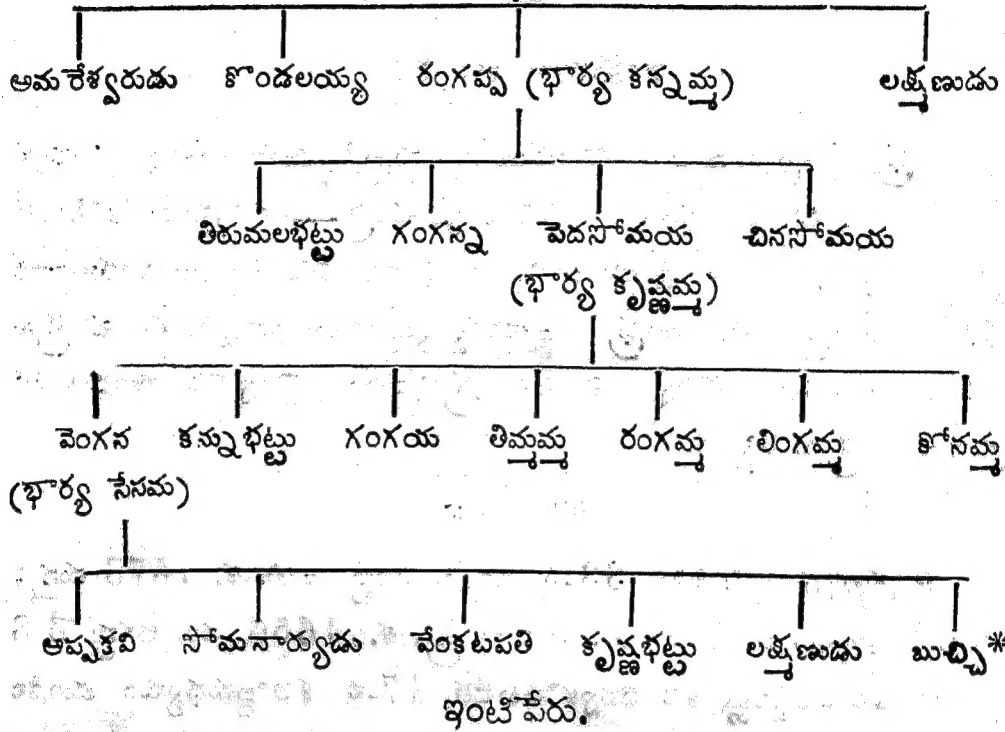 అమరేశ్వరుడు కొండలయ్య రంగప్ప (భార్య కన్నమ్మ) లక్ష్మణుడు
తిరుమలభట్టు గంగన్న పెదసోమయ చినసోమయ
(భార్య కృష్ణమ్మ)
వెంగన కన్నుభట్టు గంగయ తిమ్మమ్మ రంగమ్మ లింగమ్మ కోనమ్మ
(భార్య సేసమ)
అప్పకవి సోమనార్యుడు వేంకటపతి కృష్ణభట్టు లక్ష్మణుడు బుచ్చి*
ఇంటి పేరు.